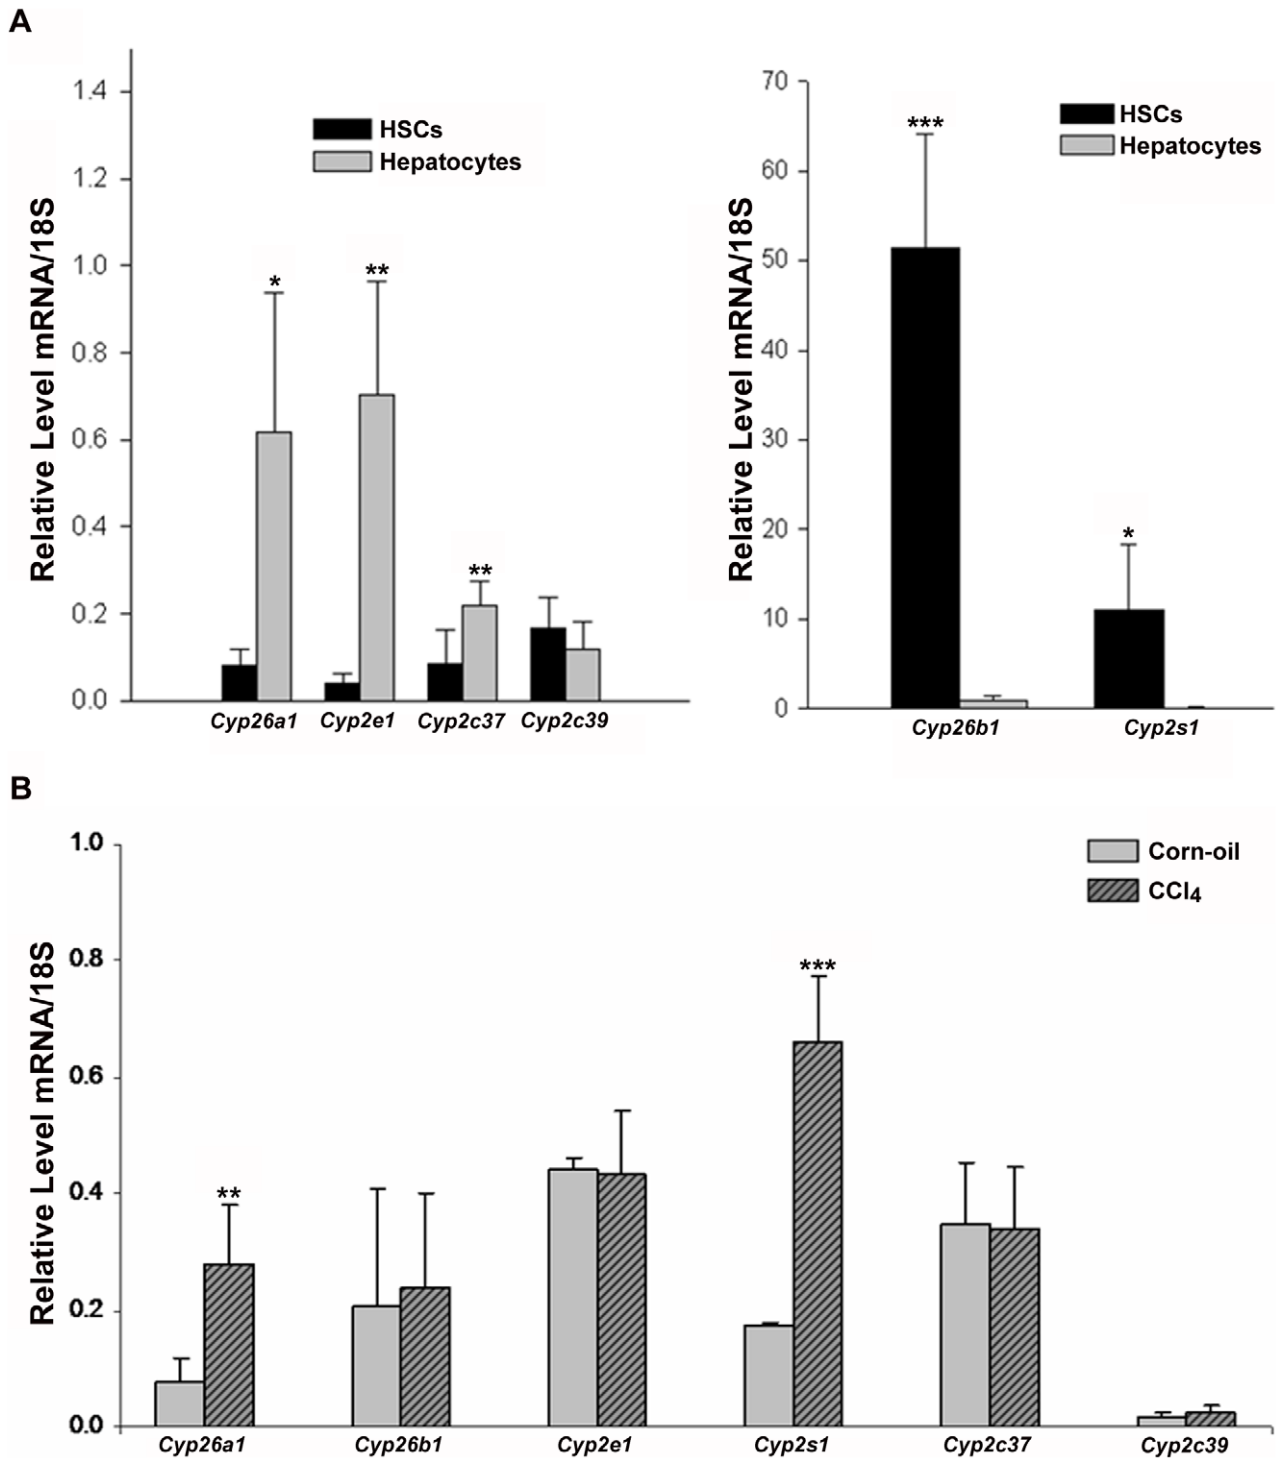 A
Relative Level mRNA/18S
1.4
1.2
1.0
0.8
0.6
0.4
0.2
0.0
HSCs
Hepatocytes
*
**
**
Cyp26a1 Cyp2e1 Cyp2c37 Cyp2c39
Relative Level mRNA/18S
70
60
50
40
30
20
10
0
HSCs
Hepatocytes
***
*
Cyp26b1 Cyp2s1
B
Relative Level mRNA/18S
1.0
0.8
0.6
0.4
0.2
0.0
Corn-oil
CCl4
**
***
Cyp26a1 Cyp26b1 Cyp2e1 Cyp2s1 Cyp2c37 Cyp2c39